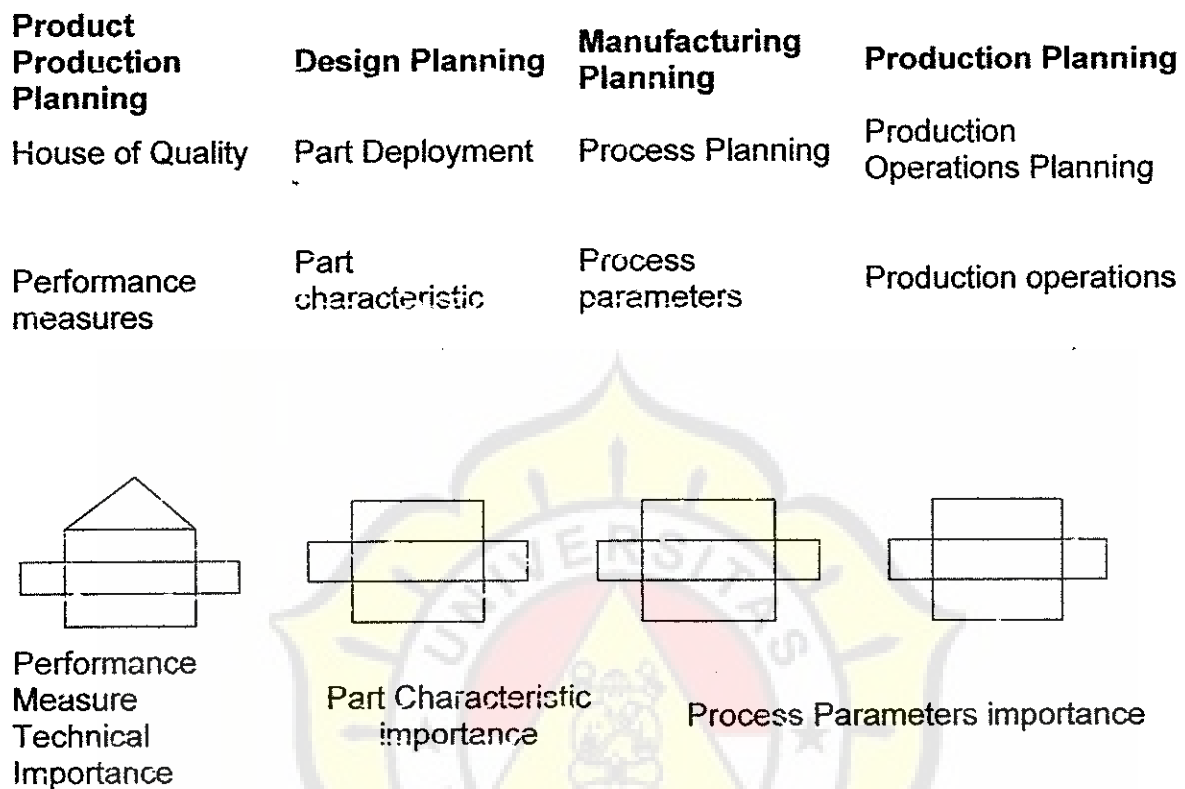 Product
Production
Planning
Design Planning
Manufacturing
Planning
Production Planning
House of Quality
Part Deployment
Process Planning
Production
Operations Planning
Performance
measures
Part
characteristic
Process
parameters
Production operations
UNIVERSITAS
Performance
Measure
Technical
Importance
Part Characteristic
importance
Process Parameters importance